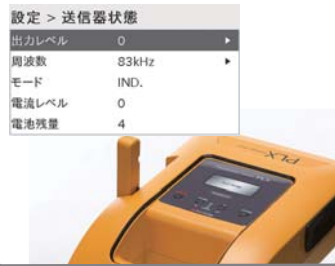 設定 > 送信器状態
出力レベル 0
周波数 83kHz
モード IND.
電流レベル 0
電池残量 4
PLX